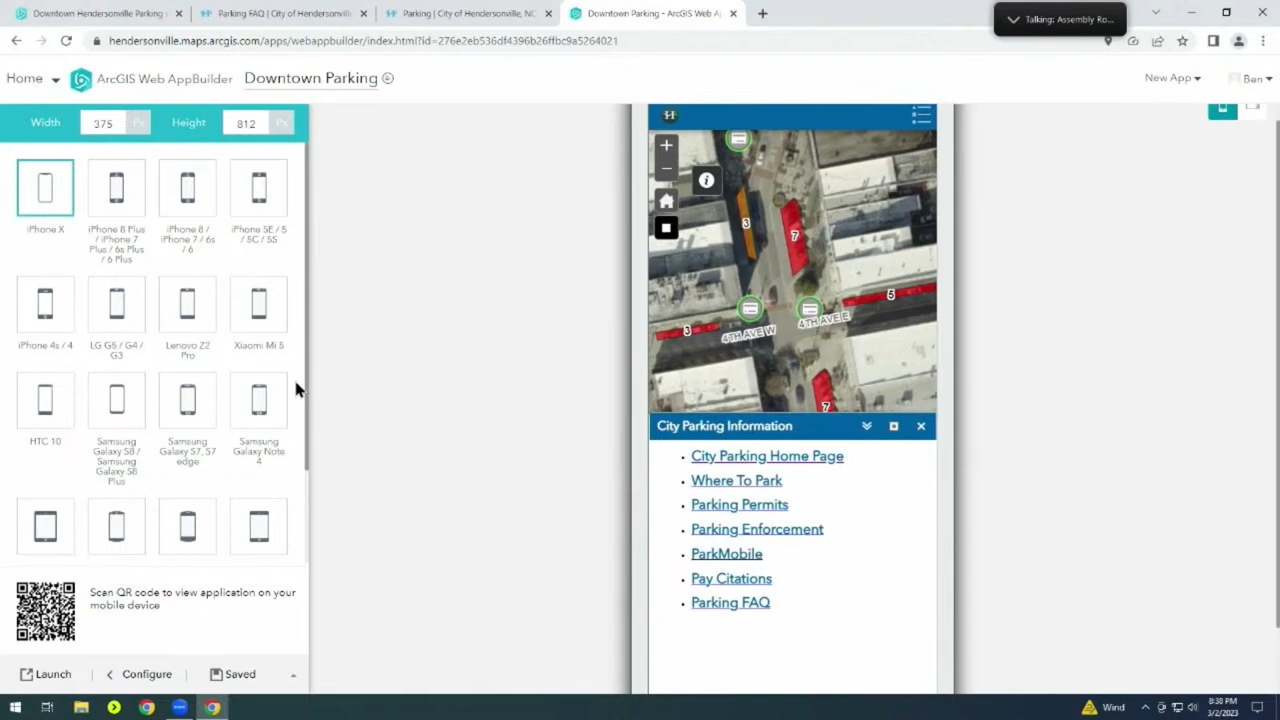 Downtown Hendersonville Parking
Parking FAQ | City of Hendersonvill
Parking | City of Hendersonville, NC
Downtown Parking - ArcGIS Web Ap
Talking: Assembly Ro...
hendersonville.maps.arcgis.com/apps/webappbuilder/index.html?id=276e2eb536df4396b26ffbc9a5264021
Home
ArcGIS Web AppBuilder
Downtown Parking
New App
Ben
Width 375 Px Height 812 Px
iPhone X
iPhone 8 Plus / iPhone 7 Plus / 6s Plus / 6 Plus
iPhone 8 / iPhone 7 / 6s / 6
iPhone SE / 5 / 5C / 5S
iPhone 4s / 4
LG G5 / G4 / G3
Lenovo Z2 Pro
Xiaomi Mi 5
HTC 10
Samsung Galaxy S8 / Samsung Galaxy S8 Plus
Samsung Galaxy S7, S7 edge
Samsung Galaxy Note 4
Scan QR code to view application on your
mobile device
Launch
Configure
Saved
H
3
7
5
3
4TH AVE W
4TH AVE E
7
City Parking Information
City Parking Home Page
Where To Park
Parking Permits
Parking Enforcement
ParkMobile
Pay Citations
Parking FAQ
Wind
8:38 PM
3/2/2023